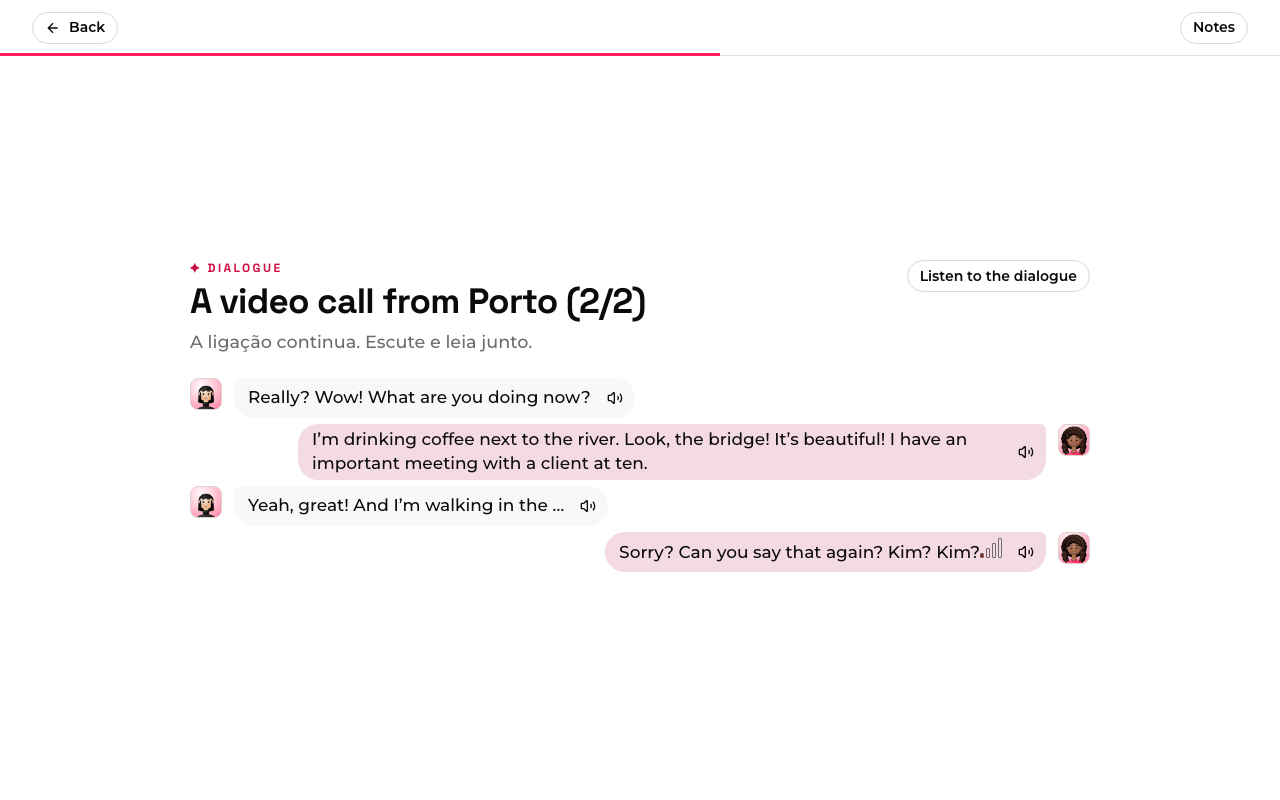 Back
Notes
DIALOGUE
Listen to the dialogue
A video call from Porto (2/2)
A ligação continua. Escute e leia junto.
Really? Wow! What are you doing now?
I’m drinking coffee next to the river. Look, the bridge! It’s beautiful! I have an
important meeting with a client at ten.
Yeah, great! And I’m walking in the ...
Sorry? Can you say that again? Kim? Kim?